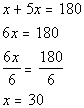 x + 5x = 180
6x = 180
6x/6 = 180/6
x = 30